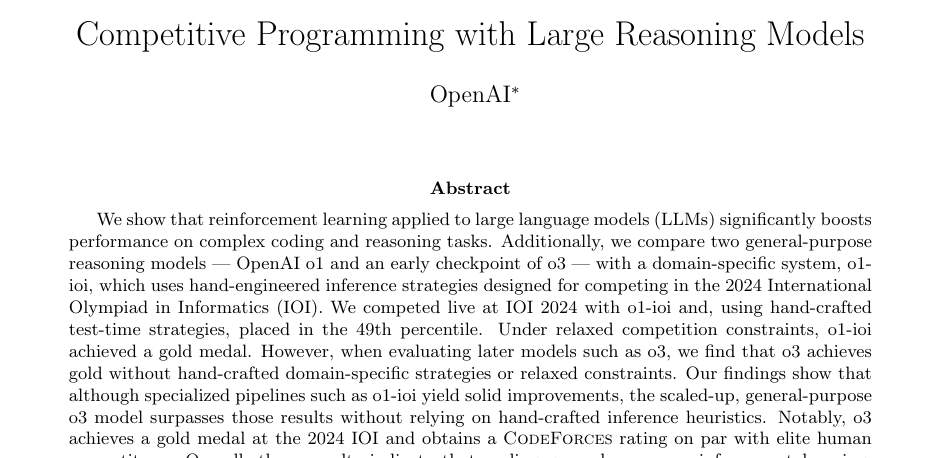 Competitive Programming with Large Reasoning Models
OpenAI*
Abstract
We show that reinforcement learning applied to large language models (LLMs) significantly boosts
performance on complex coding and reasoning tasks. Additionally, we compare two general-purpose
reasoning models — OpenAI o1 and an early checkpoint of o3 — with a domain-specific system, o1-
ioi, which uses hand-engineered inference strategies designed for competing in the 2024 International
Olympiad in Informatics (IOI). We competed live at IOI 2024 with o1-ioi and, using hand-crafted
test-time strategies, placed in the 49th percentile. Under relaxed competition constraints, o1-ioi
achieved a gold medal. However, when evaluating later models such as o3, we find that o3 achieves
gold without hand-crafted domain-specific strategies or relaxed constraints. Our findings show that
although specialized pipelines such as o1-ioi yield solid improvements, the scaled-up, general-purpose
o3 model surpasses those results without relying on hand-crafted inference heuristics. Notably, o3
achieves a gold medal at the 2024 IOI and obtains a CODEFORCES rating on par with elite human